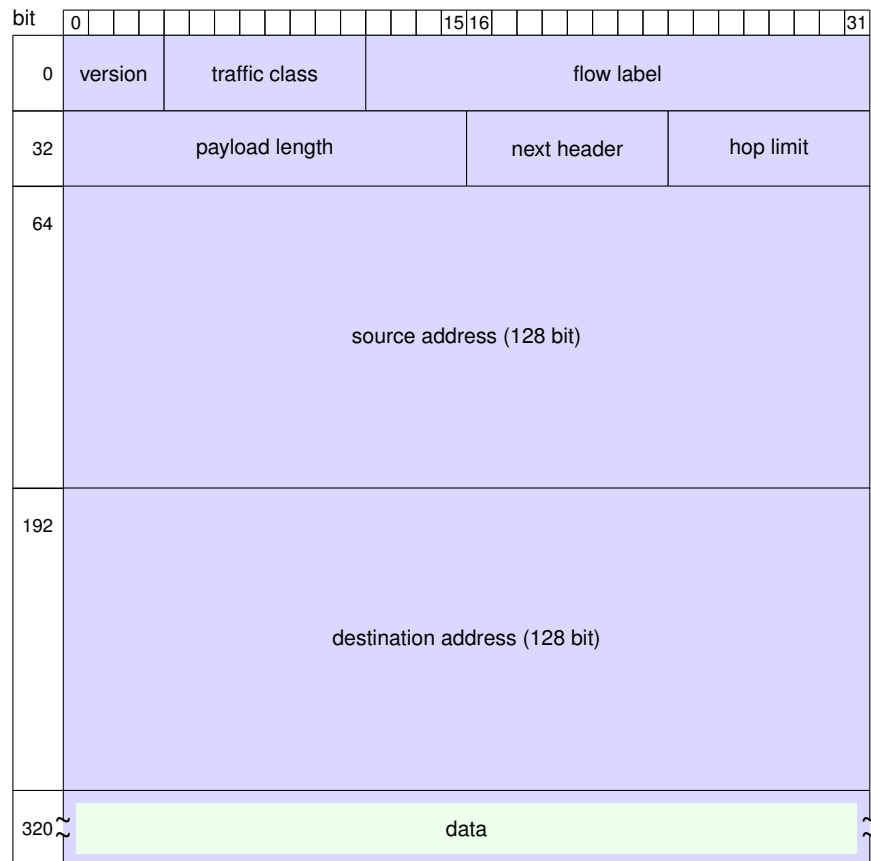 bit 0 15 16 31
0 version traffic class flow label
32 payload length next header hop limit
64
source address (128 bit)
192
destination address (128 bit)
320 ~ data ~